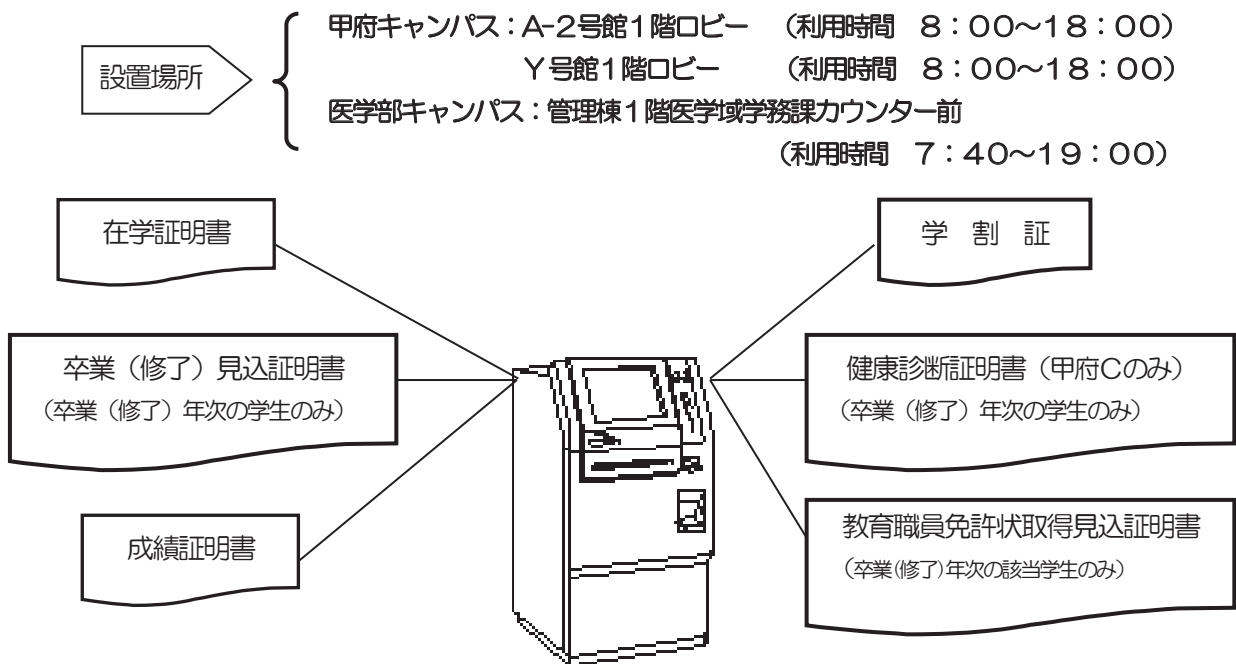 設置場所
甲府キャンパス：A-2号館1階ロビー　（利用時間　8：00～18：00）
Y号館1階ロビー　（利用時間　8：00～18：00）
医学部キャンパス：管理棟1階医学域学務課カウンター前
（利用時間　7：40～19：00）
在学証明書
学　割　証
卒業（修了）見込証明書
（卒業（修了）年次の学生のみ）
健康診断証明書（甲府Cのみ）
（卒業（修了）年次の学生のみ）
成績証明書
教育職員免許状取得見込証明書
（卒業(修了)年次の該当学生のみ）